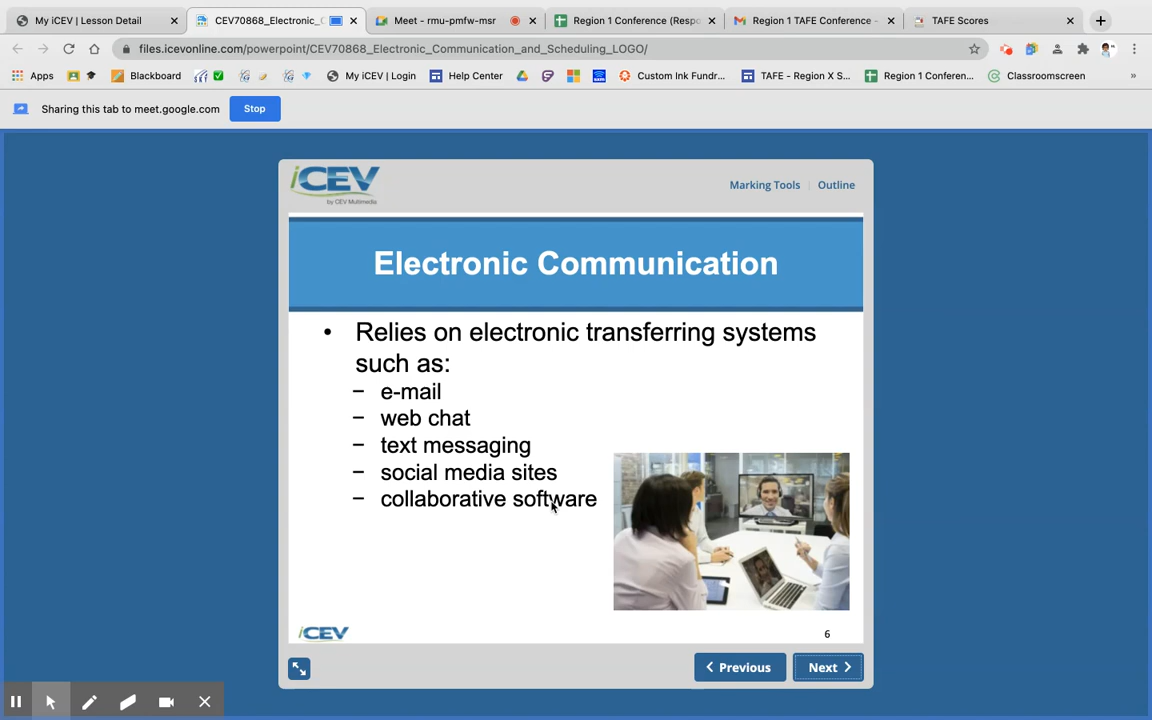 My iCEV | Lesson Detail
CEV70868_Electronic_C
Meet - rmu-pmfw-msr
Region 1 Conference (Respo
Region 1 TAFE Conference -
TAFE Scores
files.icevonline.com/powerpoint/CEV70868_Electronic_Communication_and_Scheduling_LOGO/
Apps
Blackboard
My iCEV | Login
Help Center
Custom Ink Fundr...
TAFE - Region X S...
Region 1 Conferen...
Classroomscreen
»
Sharing this tab to meet.google.com
Stop
iCEV
by CEV Multimedia
Marking Tools | Outline
Electronic Communication
• Relies on electronic transferring systems
such as:
– e-mail
– web chat
– text messaging
– social media sites
– collaborative software
iCEV
6
Previous
Next